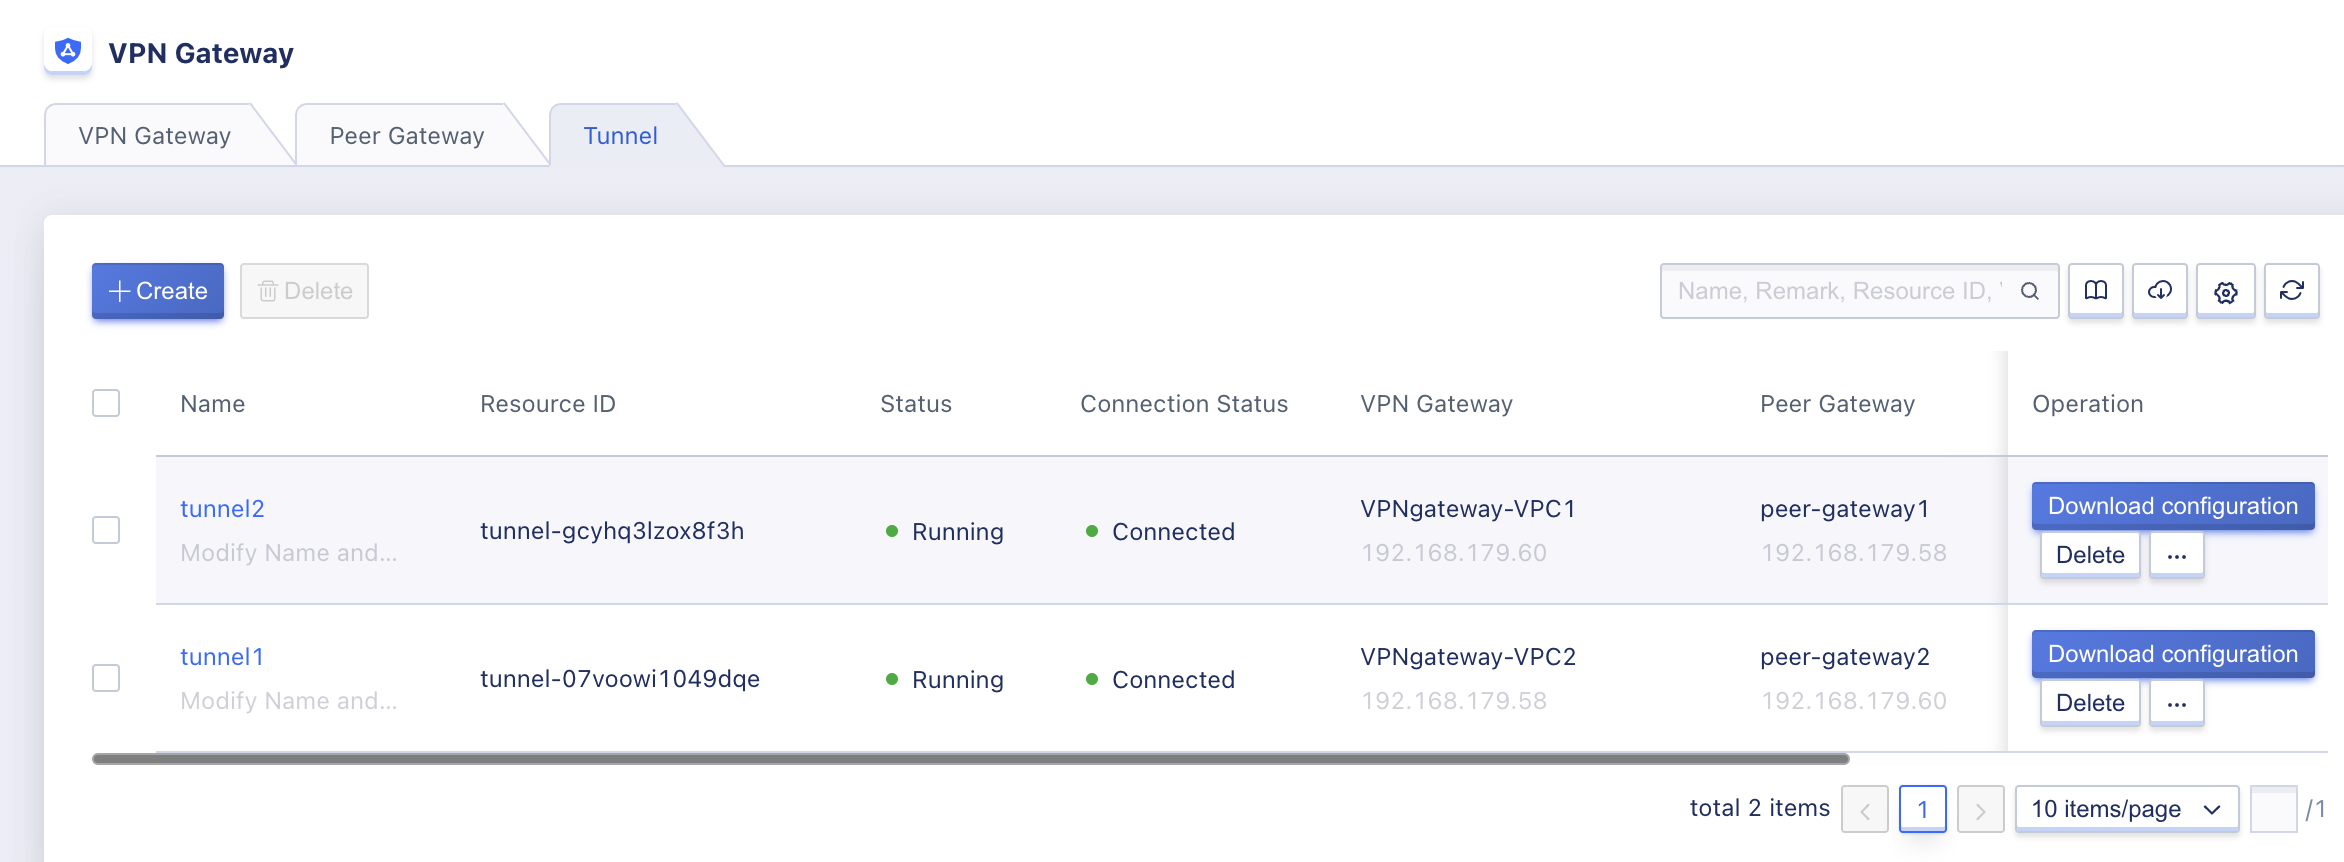 VPN Gateway
VPN Gateway Peer Gateway Tunnel
Create Delete Name, Remark, Resource ID,
Name Resource ID Status Connection Status VPN Gateway Peer Gateway Operation
tunnel2 VPNgateway-VPC1 peer-gateway1 Download configuration
tunnel-gcyhq3lzox8f3h Running Connected
Modify Name and... 192.168.179.60 192.168.179.58 Delete ...
tunnel1 VPNgateway-VPC2 peer-gateway2 Download configuration
tunnel-07voowi1049dqe Running Connected
Modify Name and... 192.168.179.58 192.168.179.60 Delete ...
total 2 items < 1 > 10 items/page /1